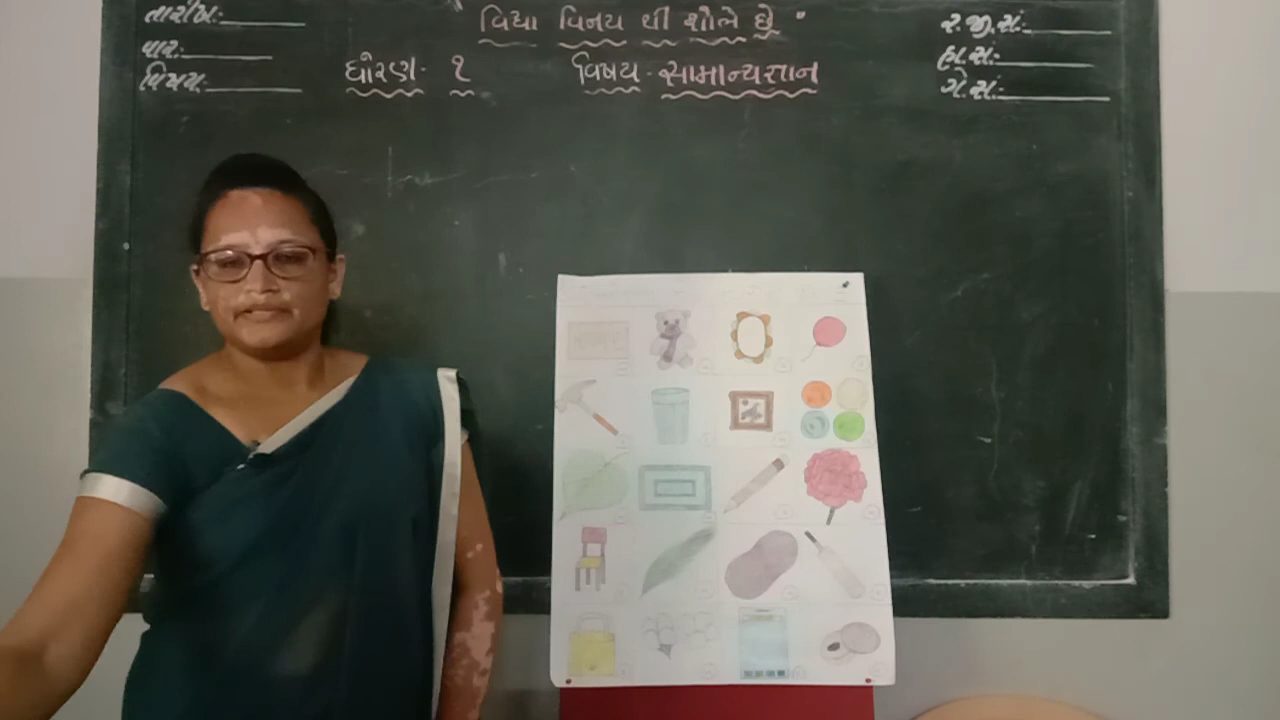 વિદ્યા વિનય થી શોભે છે.
તારીખ:
વાર:
વિષય:
ધોરણ- ૧
વિષય - સામાન્યજ્ઞાન
ર.જી.સં:
હા.સં:
ગે.સં: